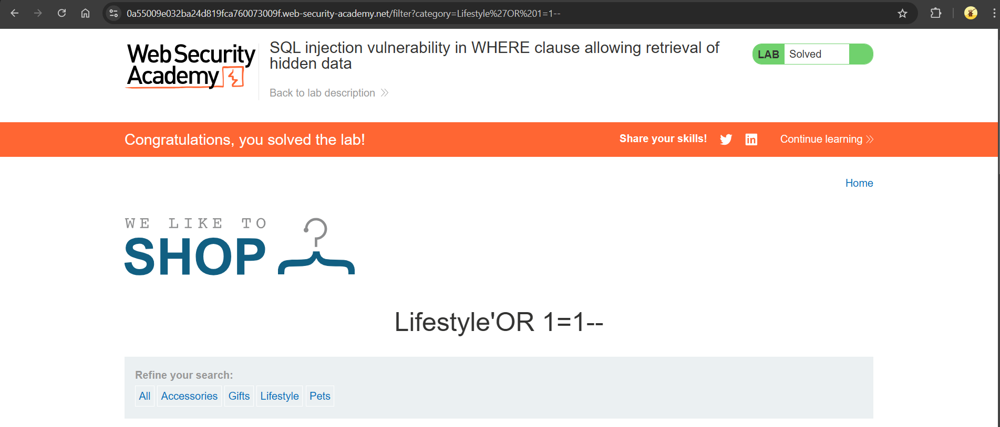 0a55009e032ba24d819fca760073009f.web-security-academy.net/filter?category=Lifestyle%27OR%201=1--
Web Security
Academy
SQL injection vulnerability in WHERE clause allowing retrieval of
hidden data
Back to lab description
LAB Solved
Congratulations, you solved the lab!
Share your skills!
Continue learning
Home
WE LIKE TO
SHOP
Lifestyle'OR 1=1--
Refine your search:
All Accessories Gifts Lifestyle Pets